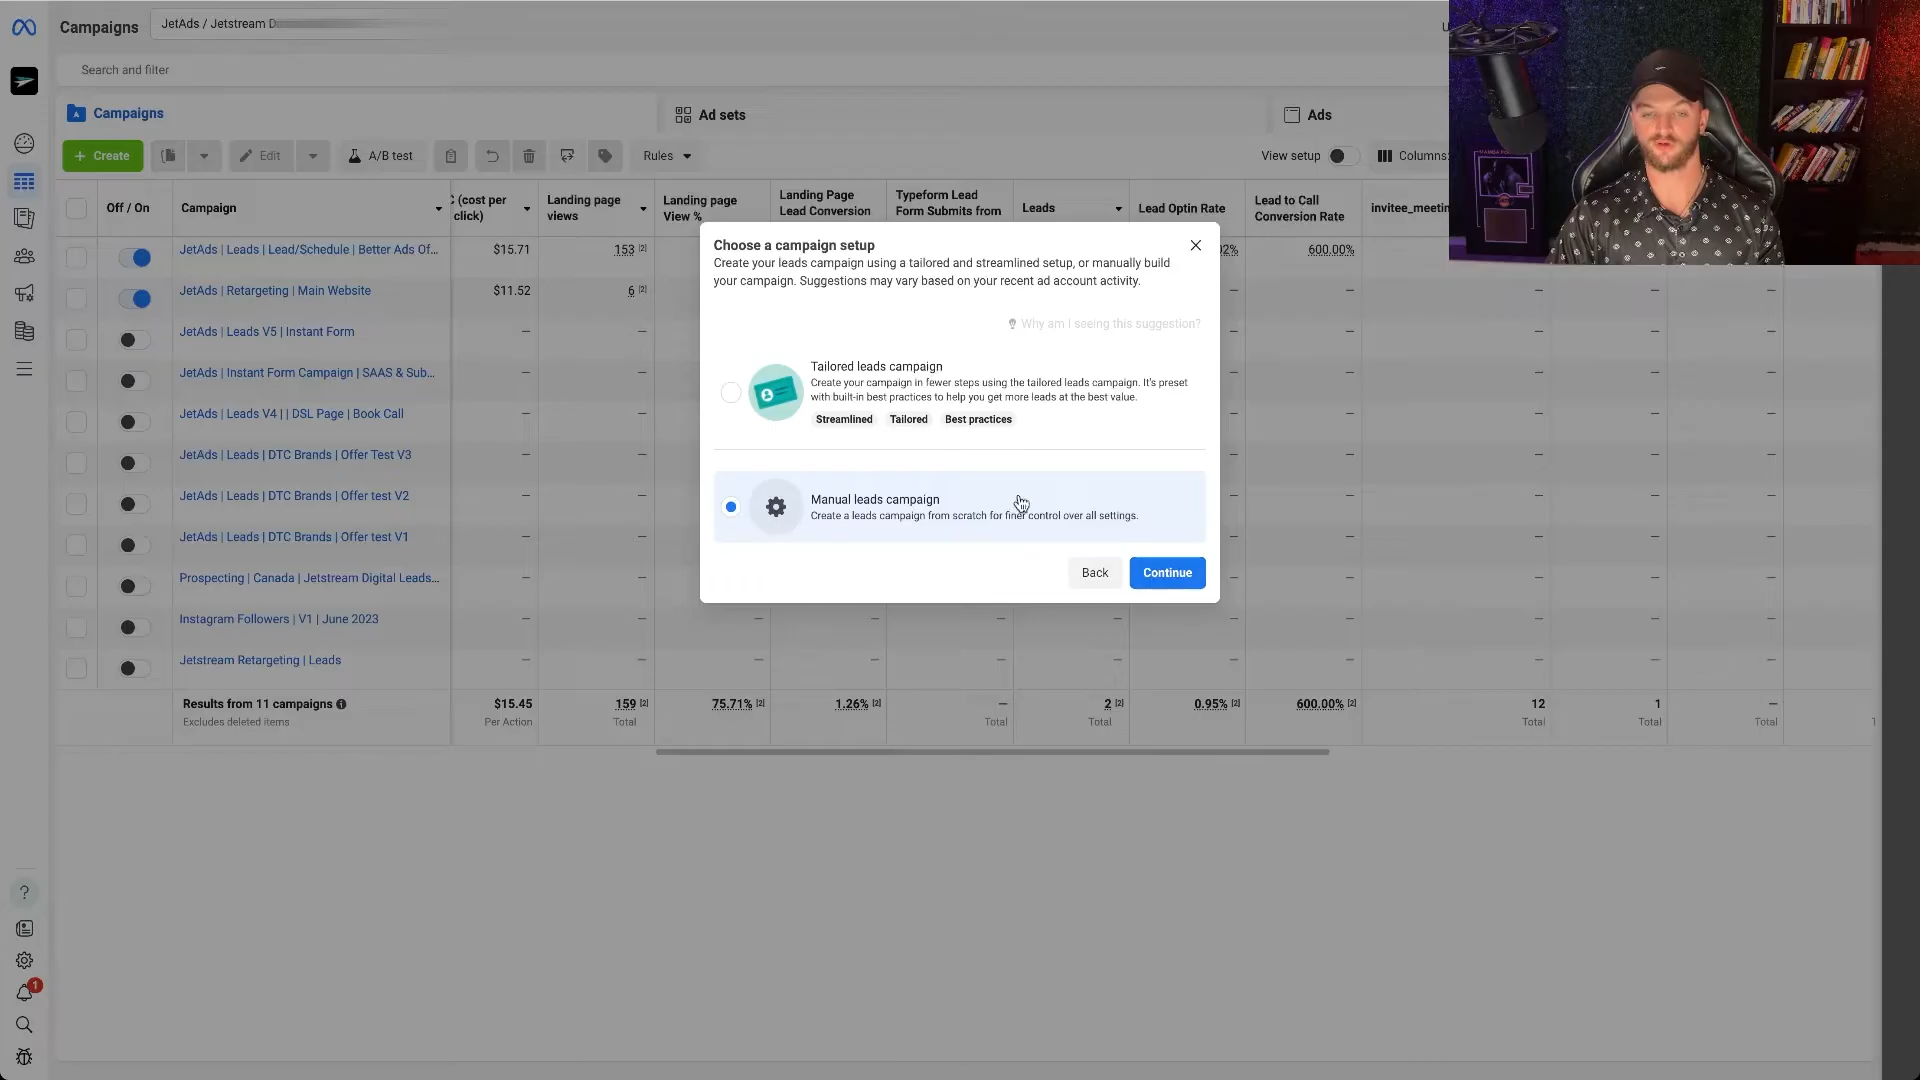 Campaigns
JetAds / Jetstream D
Search and filter
Campaigns
Ad sets
Ads
+ Create
Edit
A/B test
Rules
View setup
Columns:
Off / On
Campaign
(cost per click)
Landing page views
Landing page View %
Landing Page Lead Conversion
Typeform Lead Form Submits from
Leads
Lead Optin Rate
Lead to Call Conversion Rate
JetAds | Leads | Lead/Schedule | Better Ads Of...
$15.71
153 [2]
600.00%
JetAds | Retargeting | Main Website
$11.52
6 [2]
—
—
—
—
JetAds | Leads V5 | Instant Form
JetAds | Instant Form Campaign | SAAS & Sub...
JetAds | Leads V4 | | DSL Page | Book Call
JetAds | Leads | DTC Brands | Offer Test V3
JetAds | Leads | DTC Brands | Offer test V2
JetAds | Leads | DTC Brands | Offer test V1
Prospecting | Canada | Jetstream Digital Leads...
Instagram Followers | V1 | June 2023
Jetstream Retargeting | Leads
Results from 11 campaigns
Excludes deleted items
$15.45
Per Action
159 [2]
Total
75.71% [2]
1.26% [2]
—
Total
2 [2]
Total
0.95% [2]
600.00% [2]
12
Total
1
Total
—
Total
Choose a campaign setup
Create your leads campaign using a tailored and streamlined setup, or manually build
your campaign. Suggestions may vary based on your recent ad account activity.
Why am I seeing this suggestion?
Tailored leads campaign
Create your campaign in fewer steps using the tailored leads campaign. It's preset
with built-in best practices to help you get more leads at the best value.
Streamlined
Tailored
Best practices
Manual leads campaign
Create a leads campaign from scratch for finer control over all settings.
Back
Continue
1